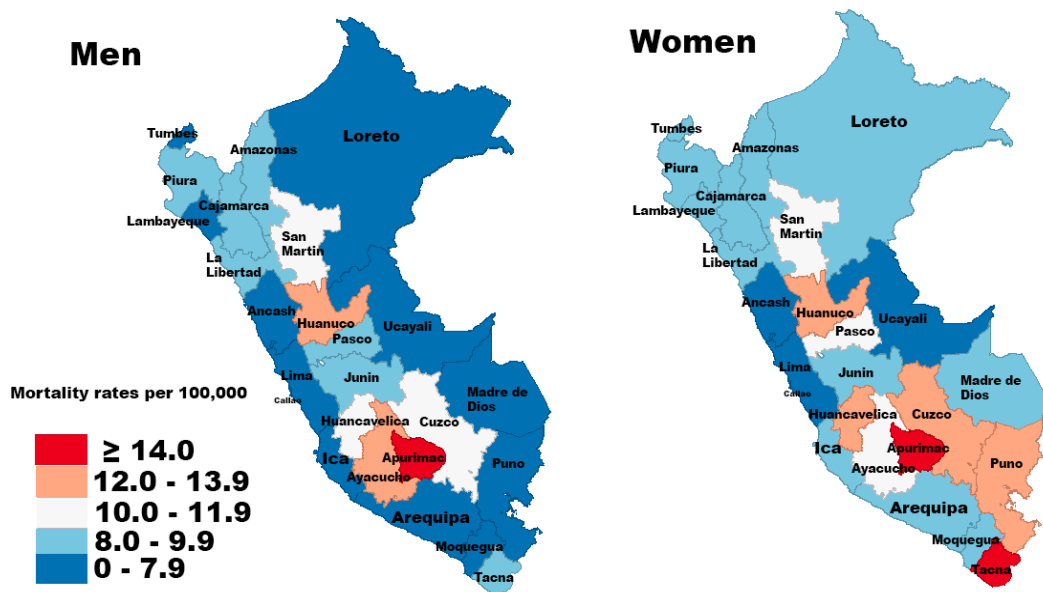 Men
Tumbes
Loreto
Amazonas
Piura
Cajamarca
Lambayeque
San
Martin
La
Libertad
Ancash
Huanuco
Ucayali
Pasco
Lima
Junin
Callao
Madre de
Dios
Huancavelica
Cuzco
Ica
Apurimac
Puno
Ayacucho
Arequipa
Moquegua
Tacna
Mortality rates per 100,000
≥ 14.0
12.0 - 13.9
10.0 - 11.9
8.0 - 9.9
0 - 7.9
Women
Tumbes
Loreto
Amazonas
Piura
Cajamarca
Lambayeque
San
Martin
La
Libertad
Ancash
Huanuco
Ucayali
Pasco
Lima
Junin
Callao
Madre de
Dios
Huancavelica
Cuzco
Ica
Apurimac
Puno
Ayacucho
Arequipa
Moquegua
Tacna